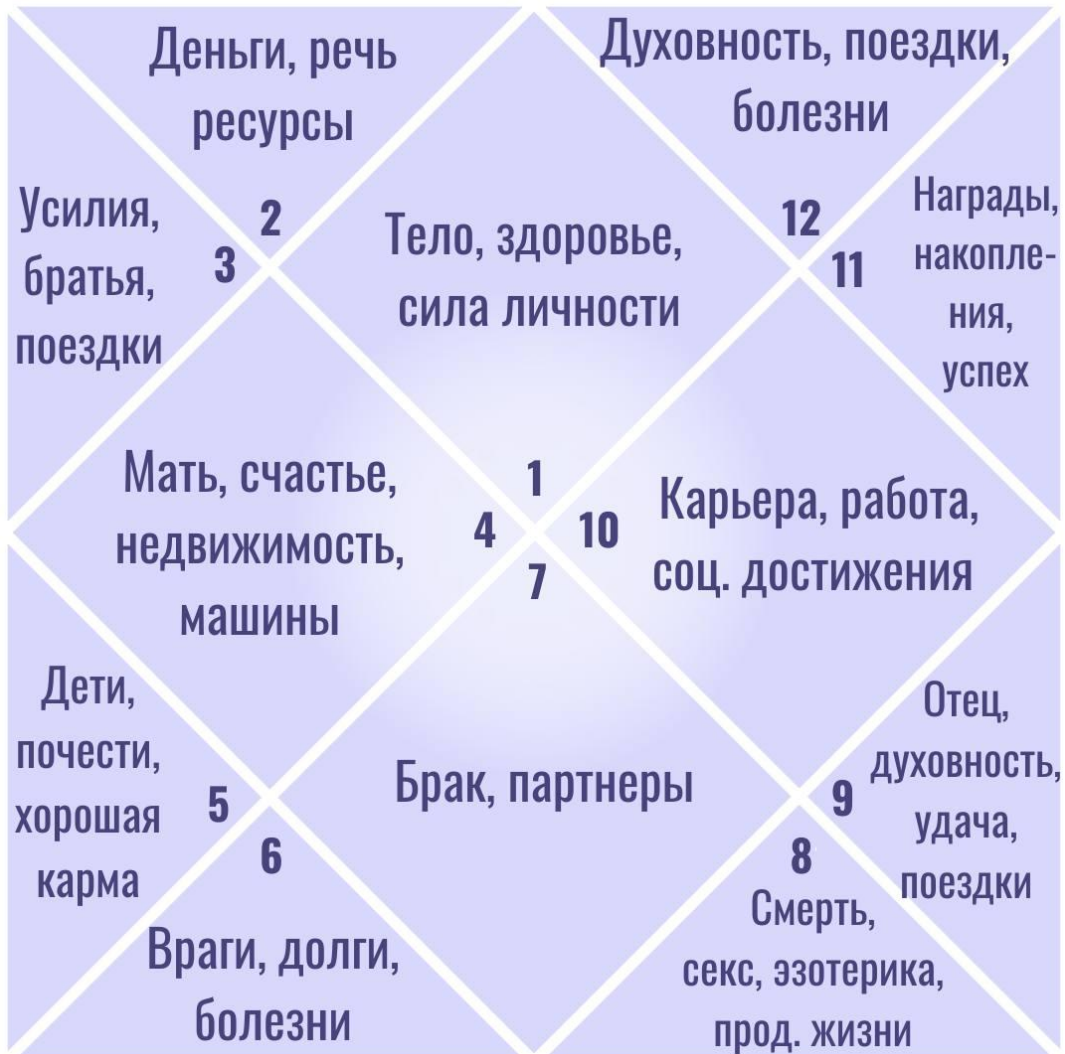 Деньги, речь
ресурсы
2
Духовность, поездки,
болезни
12
Усилия,
братья,
поездки
3
Тело, здоровье,
сила личности
1
Награды,
накопле-
ния,
успех
11
Мать, счастье,
недвижимость,
машины
4
Карьера, работа,
соц. достижения
10
7
Брак, партнеры
Дети,
почести,
хорошая
карма
5
6
Враги, долги,
болезни
Отец,
духовность,
удача,
поездки
9
8
Смерть,
секс, эзотерика,
прод. жизни